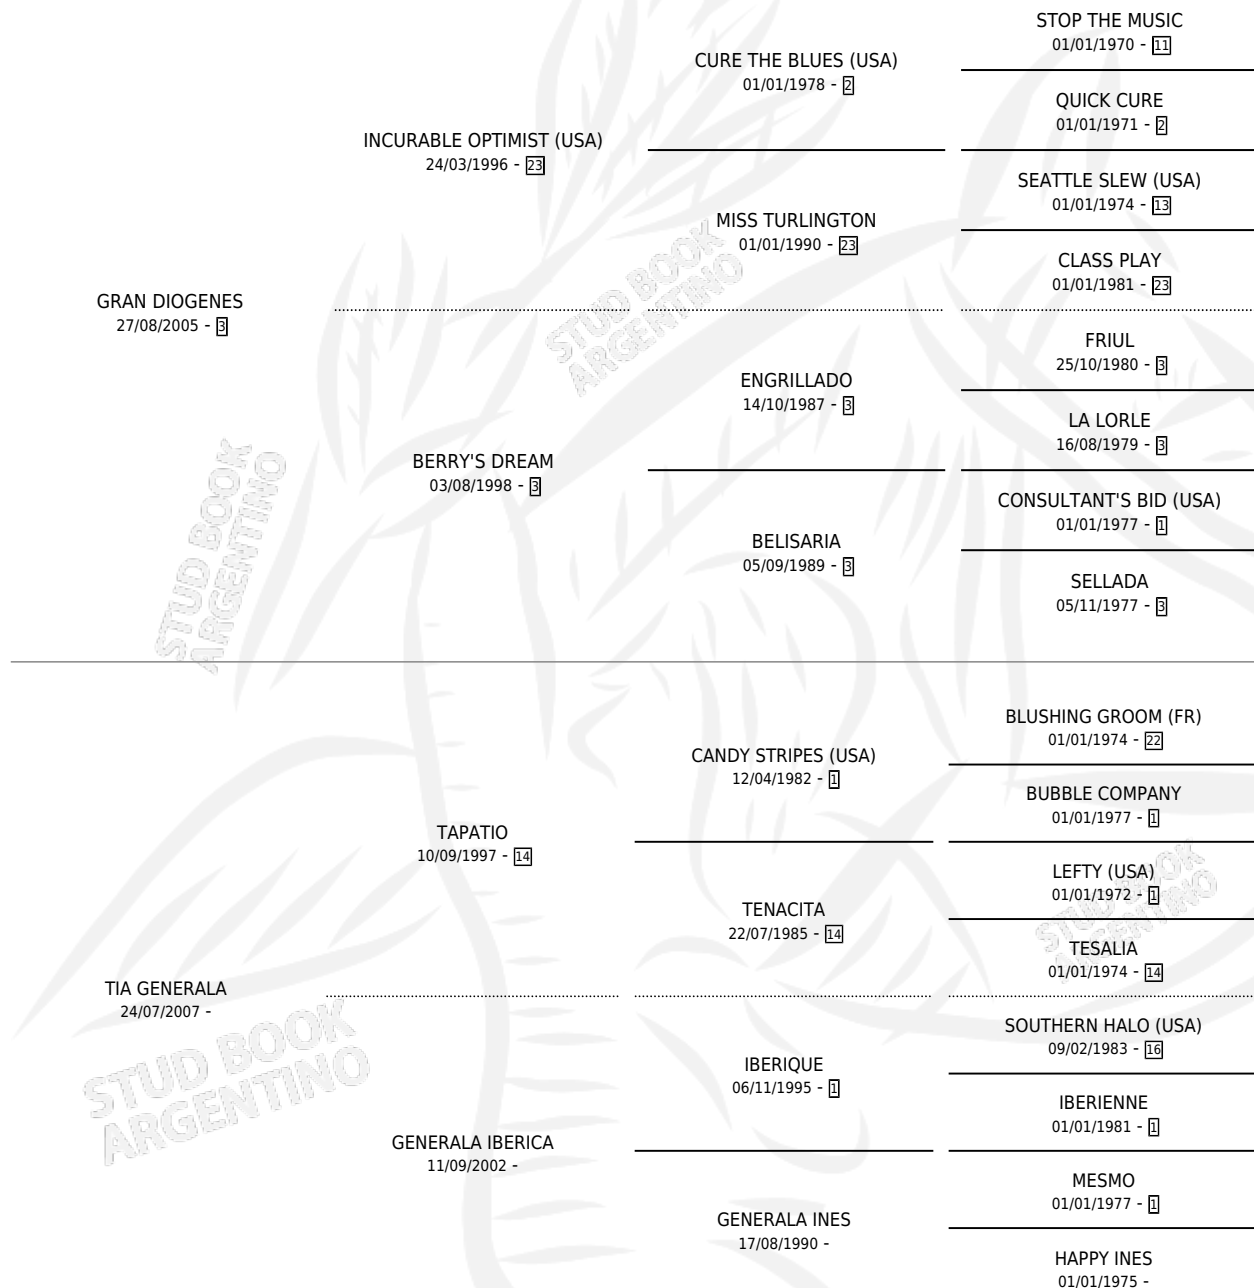 STOP THE MUSIC
01/01/1970 - 11
CURE THE BLUES (USA)
01/01/1978 - 2
QUICK CURE
01/01/1971 - 2
INCURABLE OPTIMIST (USA)
24/03/1996 - 23
SEATTLE SLEW (USA)
01/01/1974 - 13
MISS TURLINGTON
01/01/1990 - 23
CLASS PLAY
01/01/1981 - 23
GRAN DIOGENES
27/08/2005 - 3
FRIUL
25/10/1980 - 3
ENGRILLADO
14/10/1987 - 3
LA LORLE
16/08/1979 - 3
BERRY'S DREAM
03/08/1998 - 3
CONSULTANT'S BID (USA)
01/01/1977 - 1
BELISARIA
05/09/1989 - 3
SELLADA
05/11/1977 - 3
BLUSHING GROOM (FR)
01/01/1974 - 22
CANDY STRIPES (USA)
12/04/1982 - 1
BUBBLE COMPANY
01/01/1977 - 1
TAPATIO
10/09/1997 - 14
LEFTY (USA)
01/01/1972 - 1
TENACITA
22/07/1985 - 14
TESALIA
01/01/1974 - 14
TIA GENERALA
24/07/2007 -
SOUTHERN HALO (USA)
09/02/1983 - 16
IBERIQUE
06/11/1995 - 1
IBERIENNE
01/01/1981 - 1
GENERALA IBERICA
11/09/2002 -
MESMO
01/01/1977 - 1
GENERALA INES
17/08/1990 -
HAPPY INES
01/01/1975 -
STUD BOOK
ARGENTINO
STUD BOOK
ARGENTINO
STUD BOOK
ARGENTINO
STUD BOOK
ARGENTINO